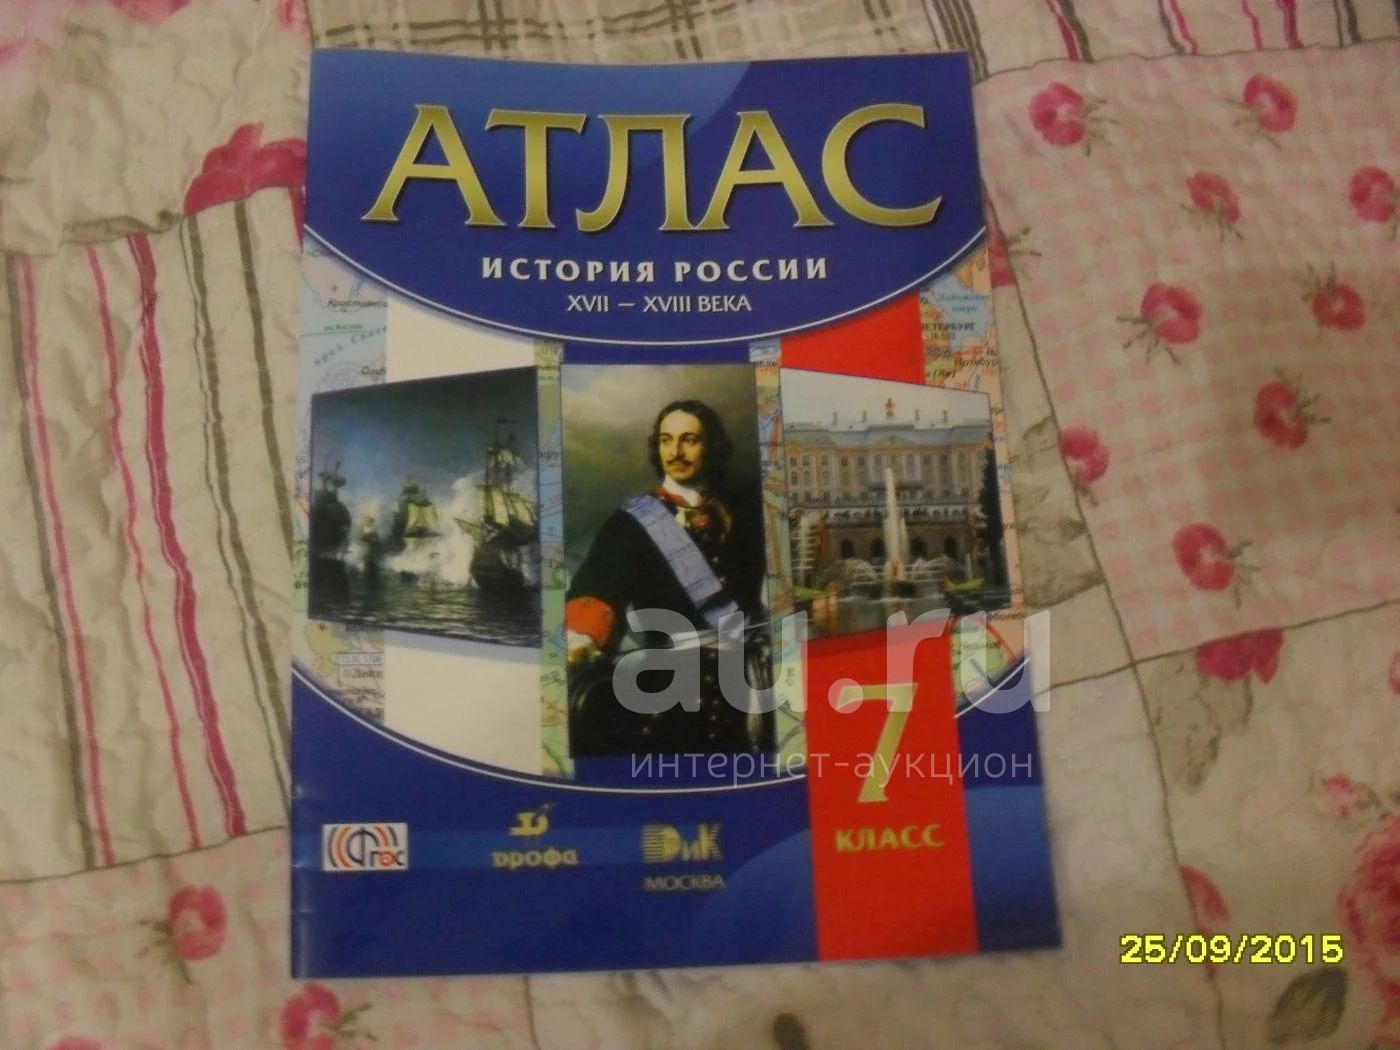 АТЛАС
ИСТОРИЯ РОССИИ
XVII – XVIII ВЕКА
au.ru
интернет-аукцион
7
КЛАСС
ФГОС
дрофа
ДиК
МОСКВА
25/09/2015